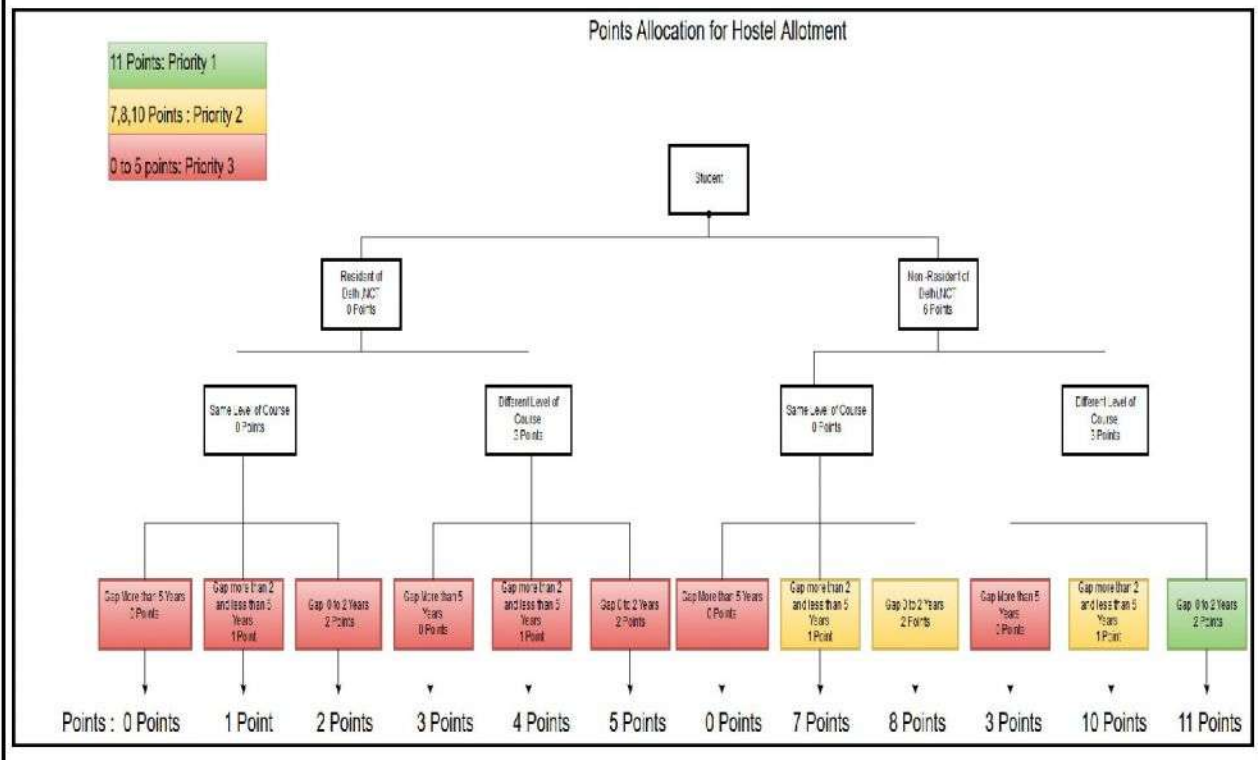 Points Allocation for Hostel Allotment
11 Points: Priority 1
7,8,10 Points : Priority 2
0 to 5 points: Priority 3
Student
Resident of
Delhi,NCT
0 Points
Non-Rasident of
Delhi,NCT
6 Points
Same Level of Course
0 Points
Different Level of
Course
3 Points
Same Level of Course
0 Points
Different Level of
Course
3 Points
Gap More than 5 Years
0 Points
Gap more than 2
and less than 5
Years
1 Point
Gap 0 to 2 Years
2 Points
Gap More than 5
Years
0 Points
Gap more than 2
and less than 5
Years
1 Point
Gap 0 to 2 Years
2 Points
Gap More than 5 Years
0 Points
Gap more than 2
and less than 5
Years
1 Point
Gap 0 to 2 Years
2 Points
Gap More than 5
Years
0 Points
Gap more than 2
and less than 5
Years
1 Point
Gap 0 to 2 Years
2 Points
Points : 0 Points 1 Point 2 Points 3 Points 4 Points 5 Points 0 Points 7 Points 8 Points 3 Points 10 Points 11 Points